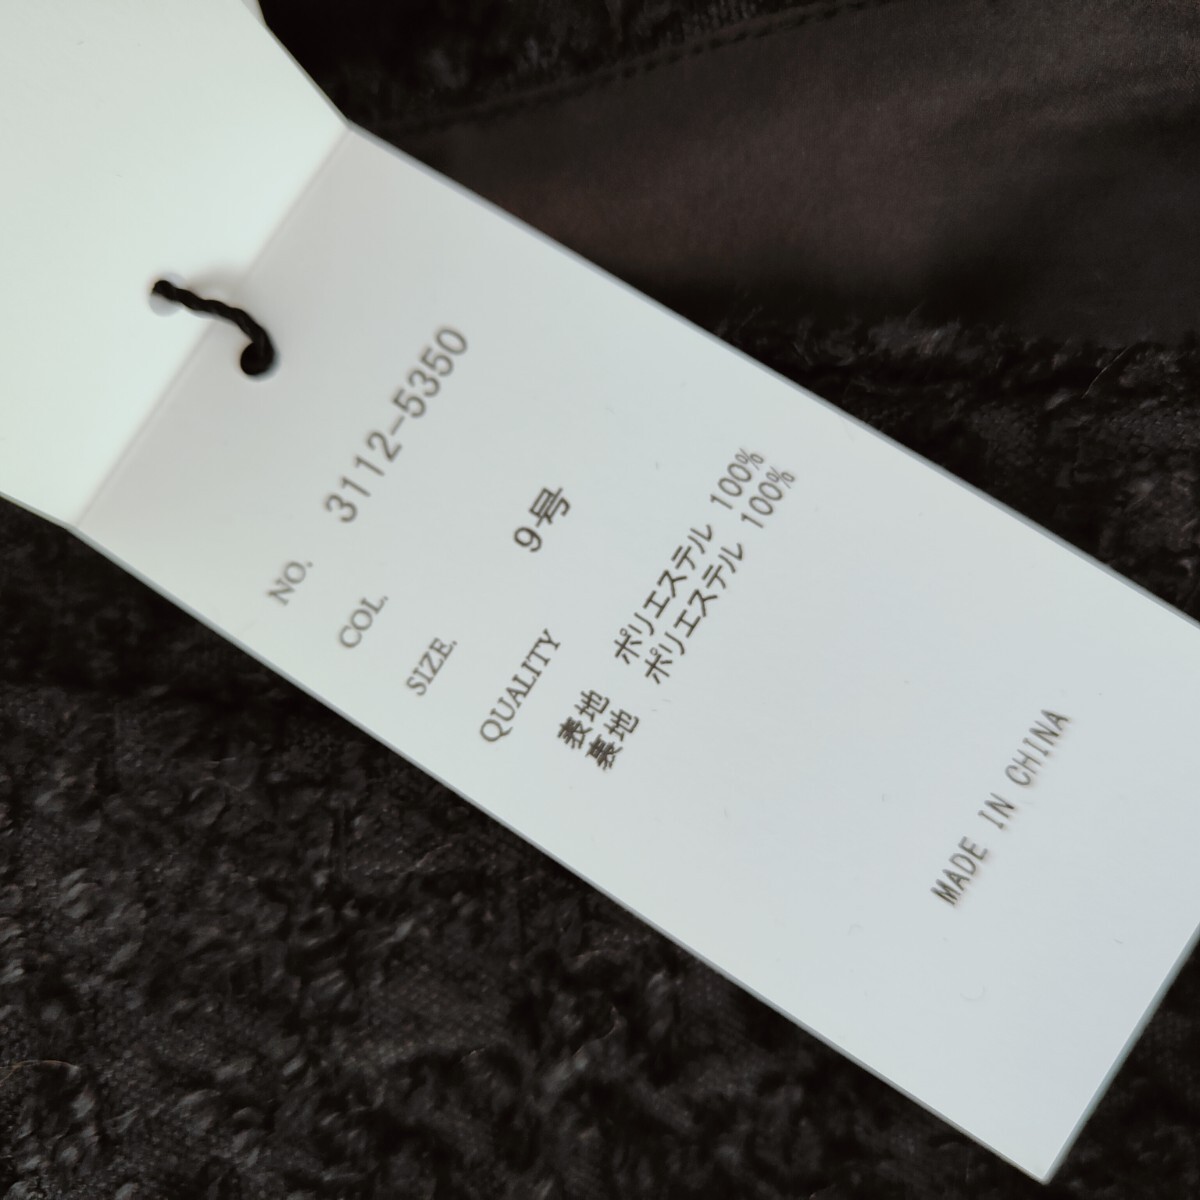 NO. 3112-5350
COL.
SIZE. 9号
QUALITY
表地 ポリエステル 100%
裏地 ポリエステル 100%
MADE IN CHINA